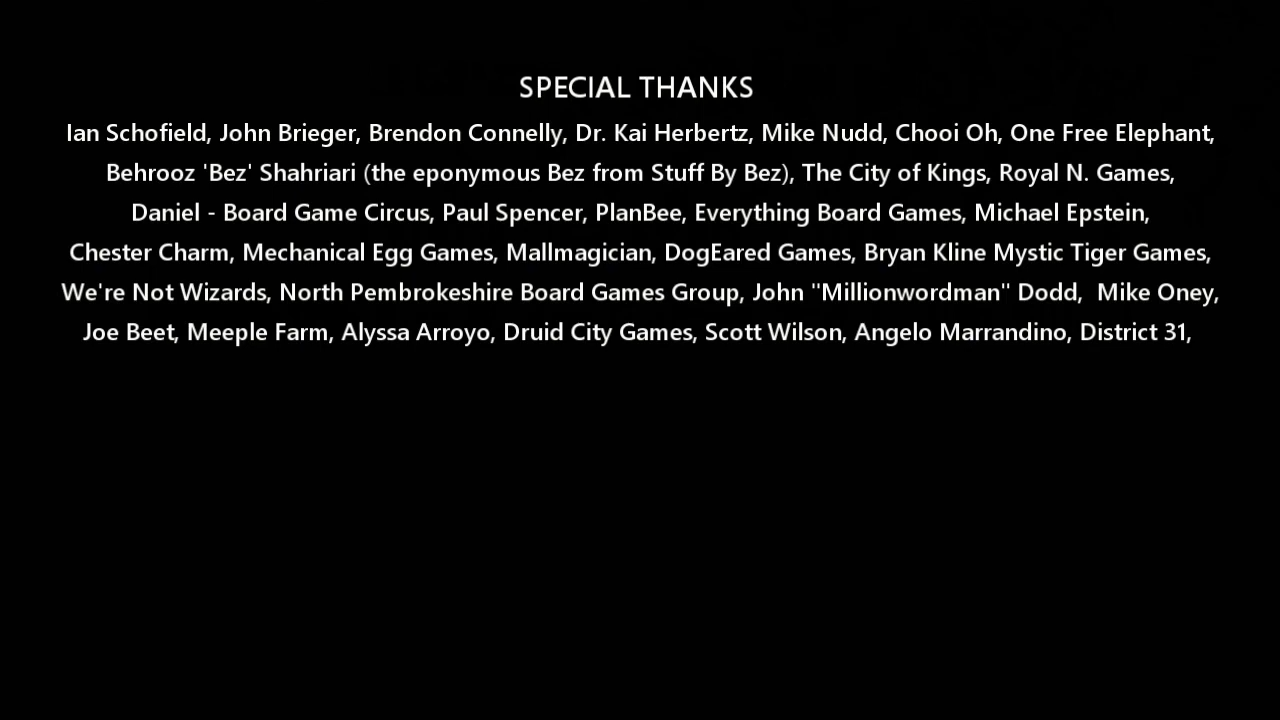 SPECIAL THANKS
Ian Schofield, John Brieger, Brendon Connelly, Dr. Kai Herbertz, Mike Nudd, Chooi Oh, One Free Elephant,
Behrooz 'Bez' Shahriari (the eponymous Bez from Stuff By Bez), The City of Kings, Royal N. Games,
Daniel - Board Game Circus, Paul Spencer, PlanBee, Everything Board Games, Michael Epstein,
Chester Charm, Mechanical Egg Games, Mallmagician, DogEared Games, Bryan Kline Mystic Tiger Games,
We're Not Wizards, North Pembrokeshire Board Games Group, John "Millionwordman" Dodd,  Mike Oney,
Joe Beet, Meeple Farm, Alyssa Arroyo, Druid City Games, Scott Wilson, Angelo Marrandino, District 31,